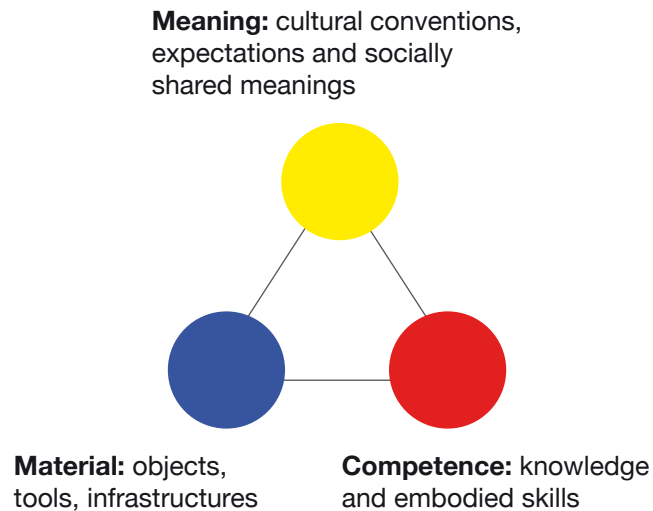 Meaning: cultural conventions,
expectations and socially
shared meanings
Material: objects,
tools, infrastructures
Competence: knowledge
and embodied skills